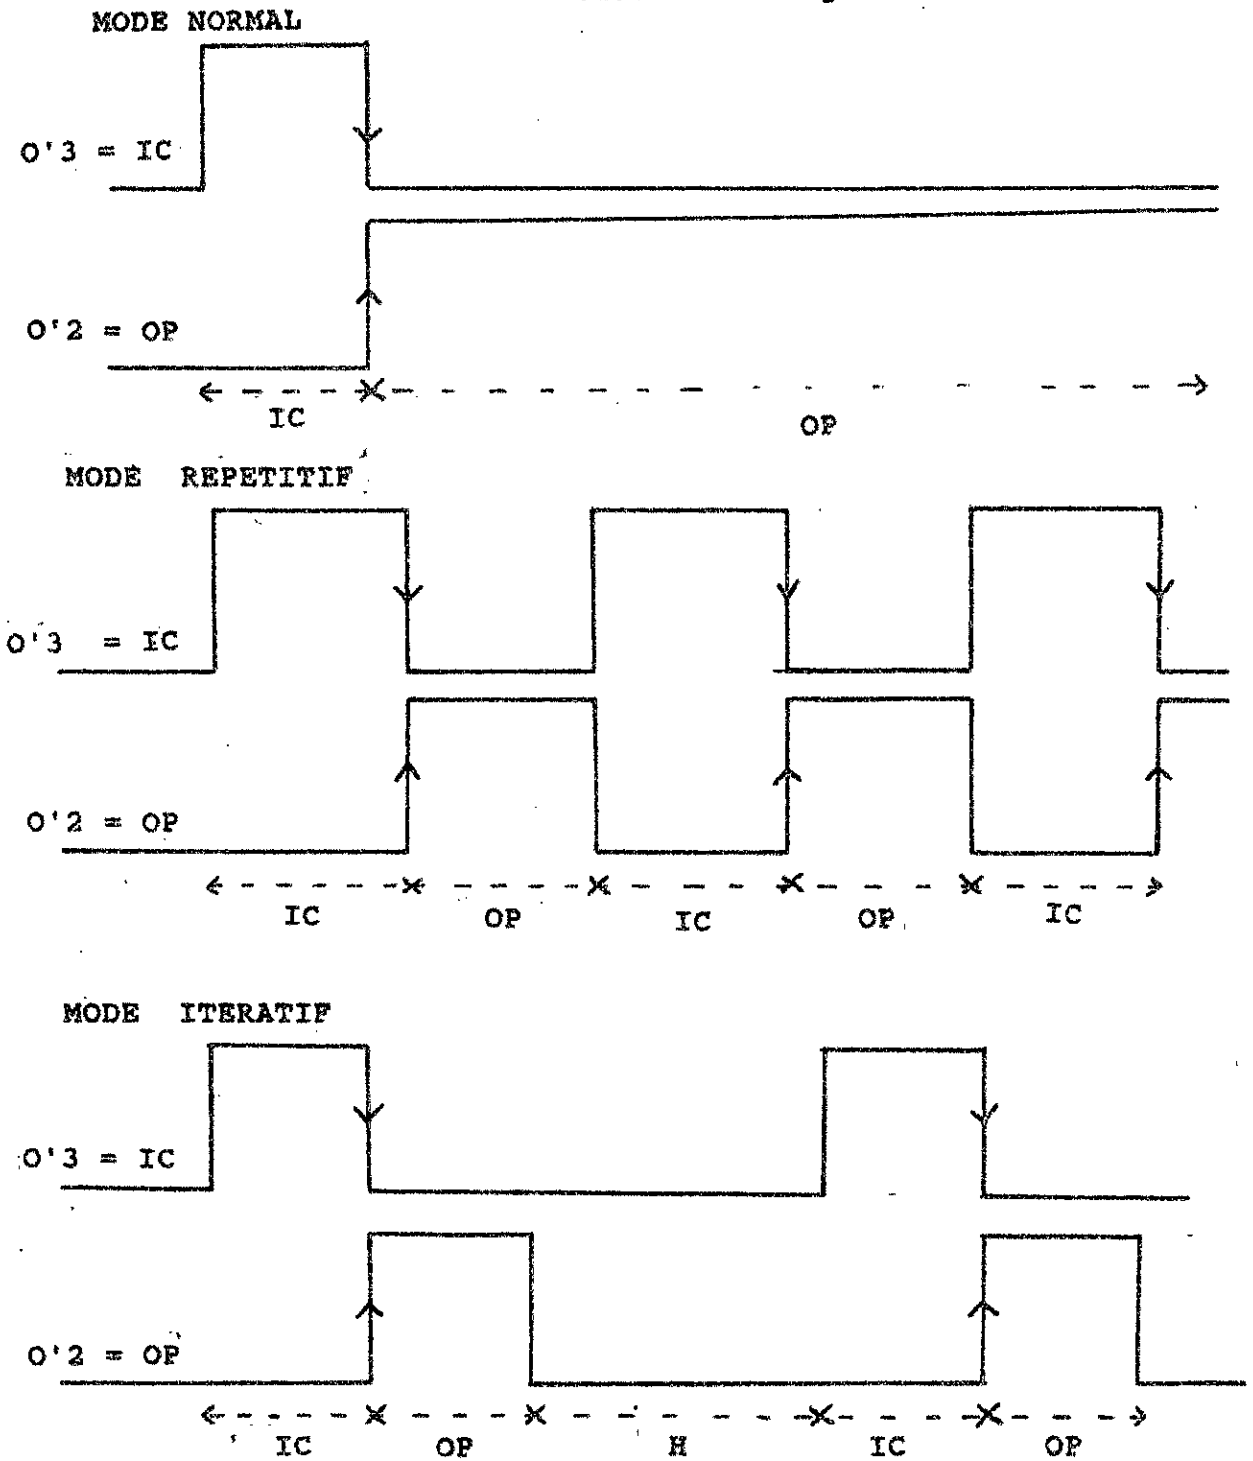 MODE NORMAL
O'3 = IC
O'2 = OP
IC
OP
MODE REPETITIF
O'3 = IC
O'2 = OP
IC OP IC OP IC
MODE ITERATIF
O'3 = IC
O'2 = OP
IC OP H IC OP